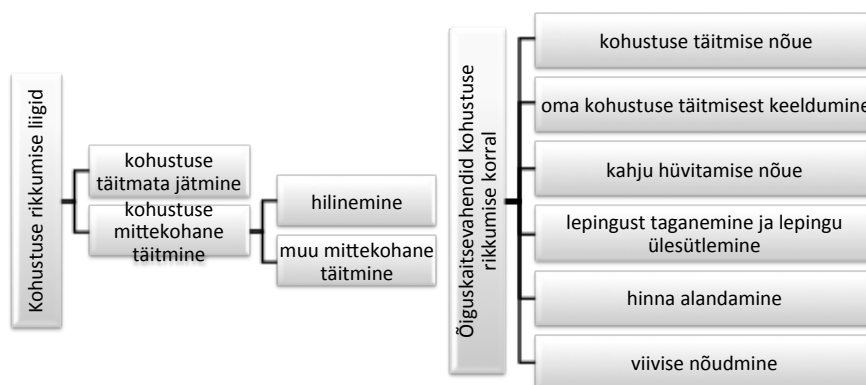 Kohustuse rikkumise liigid
kohustuse
täitmata jätmine
kohustuse
mittekohane
täitmine
hilinemine
muu mittekohane
täitmine
Õiguskaitsevahendid kohustuse
rikkumise korral
kohustuse täitmise nõue
oma kohustuse täitmisest keeldumine
kahju hüvitamise nõue
lepingust taganemine ja lepingu
ülesütlemine
hinna alandamine
viivise nõudmine